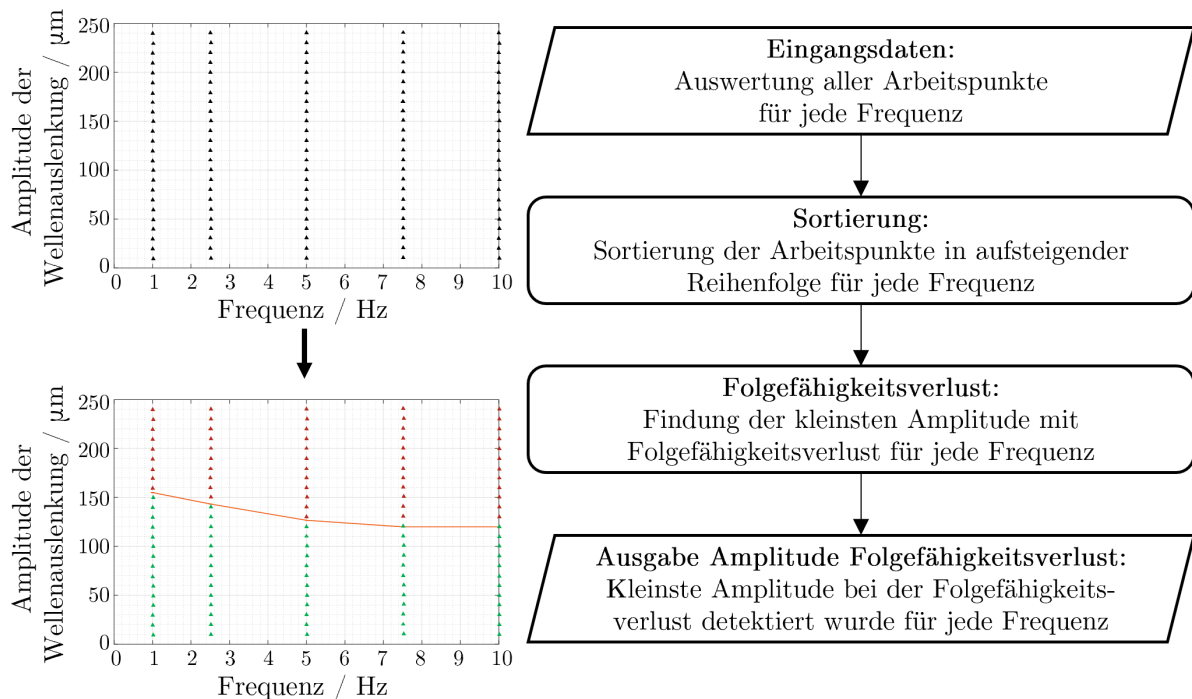 Amplitude der
Wellenauslenkung / µm
250
200
150
100
50
0
0 1 2 3 4 5 6 7 8 9 10
Frequenz / Hz
Amplitude der
Wellenauslenkung / µm
250
200
150
100
50
0
0 1 2 3 4 5 6 7 8 9 10
Frequenz / Hz
Eingangsdaten:
Auswertung aller Arbeitspunkte
für jede Frequenz
Sortierung:
Sortierung der Arbeitspunkte in aufsteigender
Reihenfolge für jede Frequenz
Folgefähigkeitsverlust:
Findung der kleinsten Amplitude mit
Folgefähigkeitsverlust für jede Frequenz
Ausgabe Amplitude Folgefähigkeitsverlust:
Kleinste Amplitude bei der Folgefähigkeits-
verlust detektiert wurde für jede Frequenz